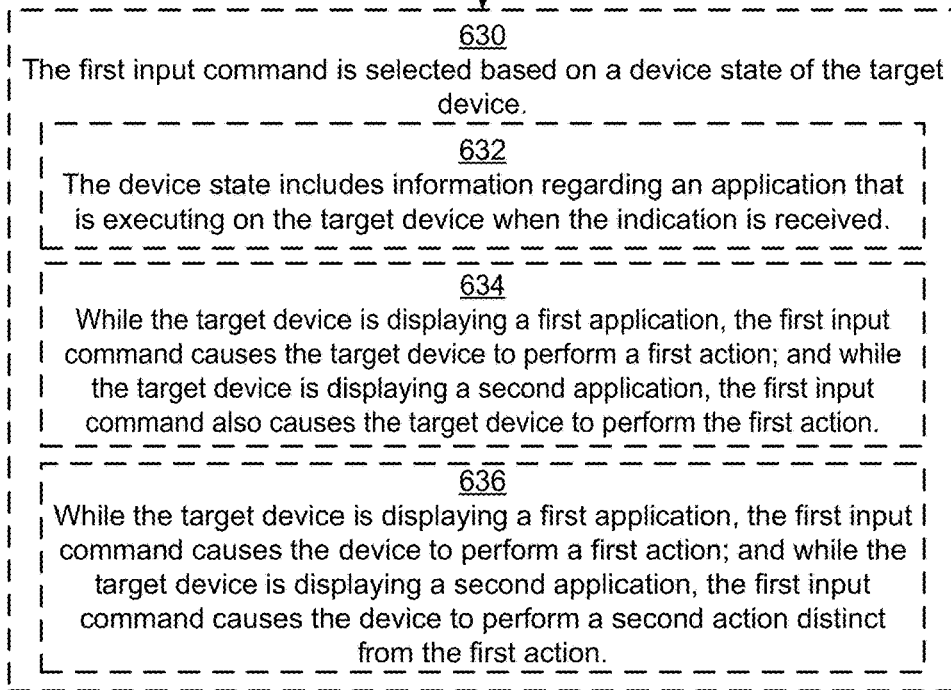 630
The first input command is selected based on a device state of the target
device.
632
The device state includes information regarding an application that
is executing on the target device when the indication is received.
634
While the target device is displaying a first application, the first input
command causes the target device to perform a first action; and while
the target device is displaying a second application, the first input
command also causes the target device to perform the first action.
636
While the target device is displaying a first application, the first input
command causes the device to perform a first action; and while the
target device is displaying a second application, the first input
command causes the device to perform a second action distinct
from the first action.